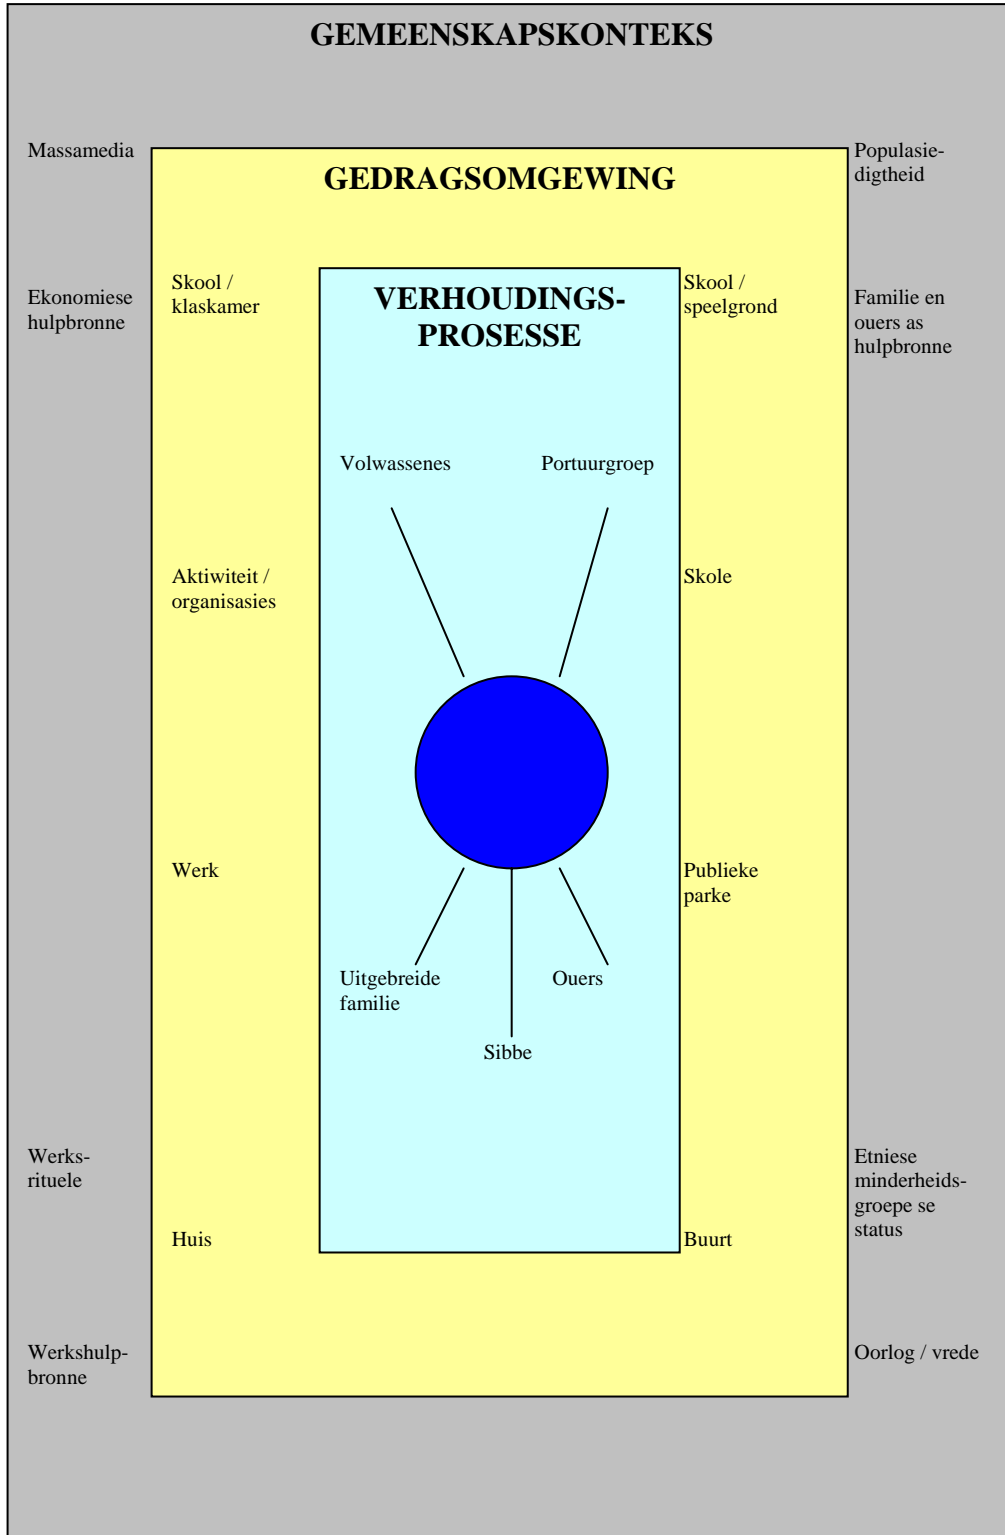 GEMEENSKAPSKONTEKS
Massamedia
Populasie-
digtheid
GEDRAGSOMGEWING
Ekonomiese
hulpbronne
Skool /
klaskamer
VERHOUDINGS-
PROSESSE
Skool /
speelgrond
Familie en
ouers as
hulpbronne
Volwassenes
Portuurgroep
Aktiwiteit /
organisasies
Skole
Werk
Publieke
parke
Uitgebreide
familie
Ouers
Sibbe
Werks-
rituele
Etniese
minderheids-
groepe se
status
Huis
Buurt
Werkshulp-
bronne
Oorlog / vrede